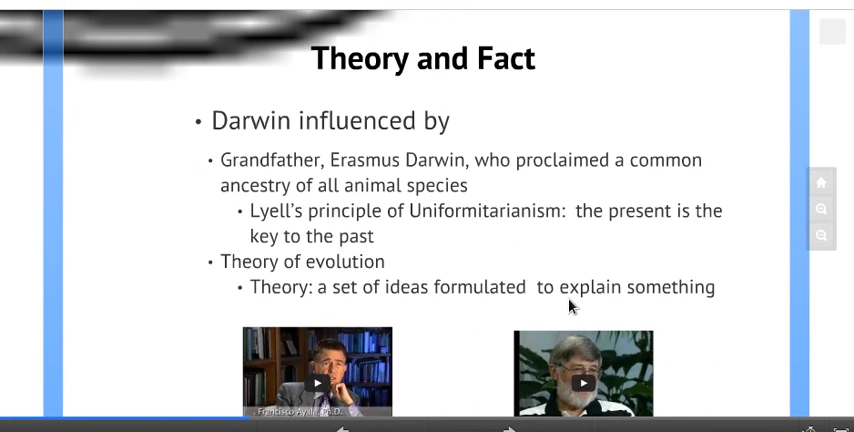 Theory and Fact
• Darwin influenced by
• Grandfather, Erasmus Darwin, who proclaimed a common
ancestry of all animal species
• Lyell's principle of Uniformitarianism:  the present is the
key to the past
• Theory of evolution
• Theory: a set of ideas formulated  to explain something
Francisco Ayala, Ph.D.